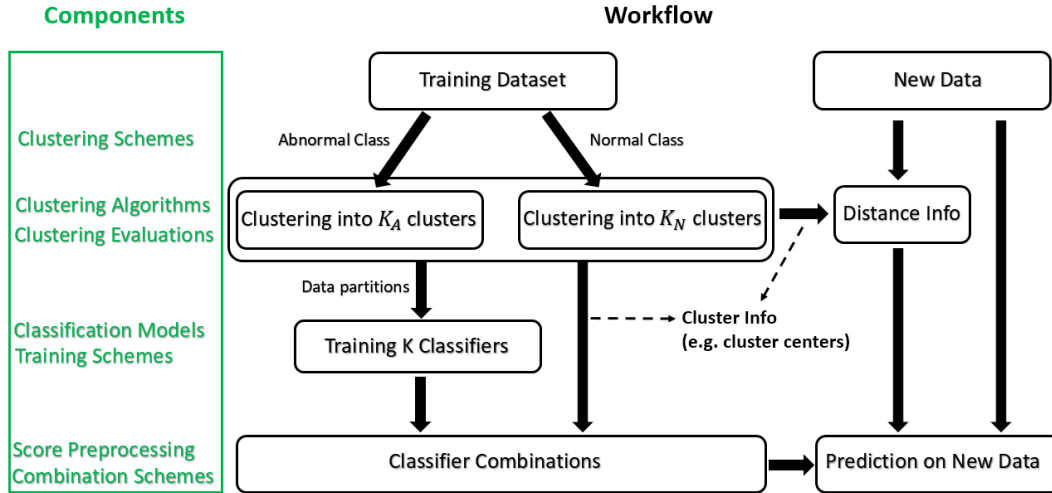 Components
Workflow
Training Dataset
New Data
Clustering Schemes
Abnormal Class
Normal Class
Clustering Algorithms
Clustering Evaluations
Clustering into K_A clusters
Clustering into K_N clusters
Distance Info
Data partitions
Classification Models
Training Schemes
Training K Classifiers
Cluster Info
(e.g. cluster centers)
Score Preprocessing
Combination Schemes
Classifier Combinations
Prediction on New Data